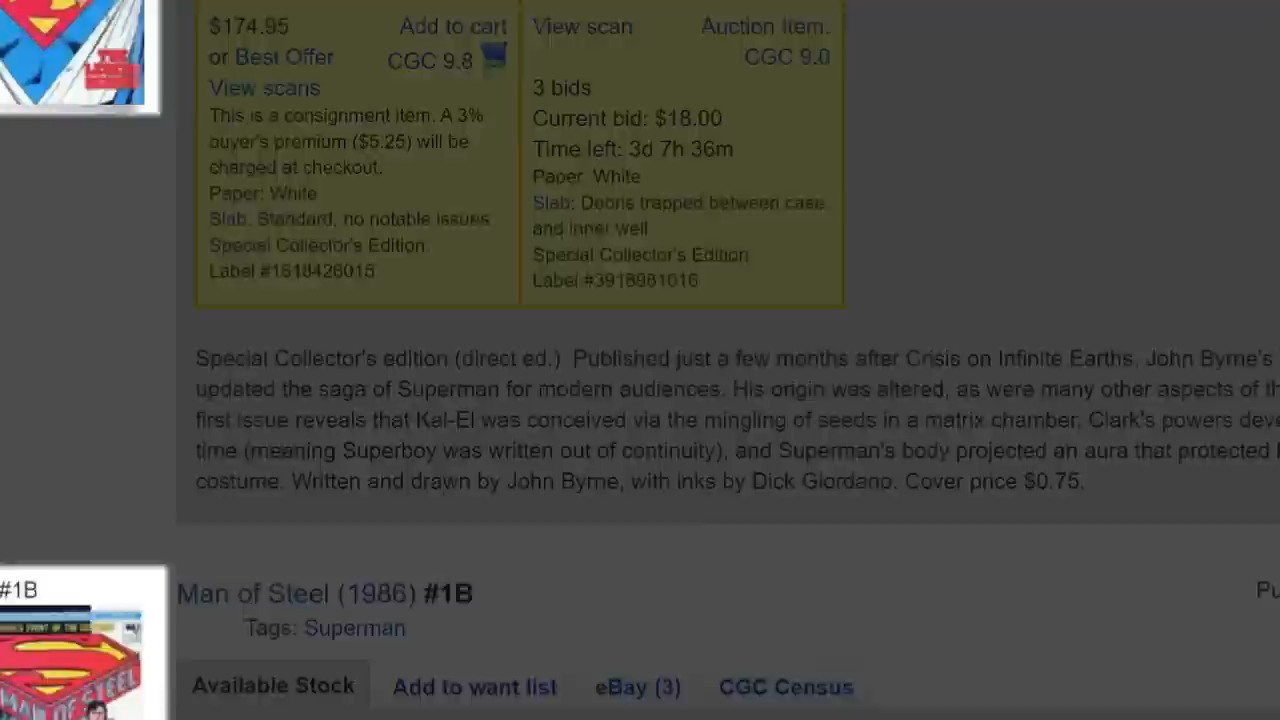 $174.95
Add to cart
or Best Offer
CGC 9.8
View scans
This is a consignment item. A 3%
buyer's premium ($5.25) will be
charged at checkout.
Paper: White
Slab: Standard, no notable issues
Special Collector's Edition
Label #1618426015
View scan
Auction item.
CGC 9.0
3 bids
Current bid: $18.00
Time left: 3d 7h 36m
Paper: White
Slab: Debris trapped between case
and inner well
Special Collector's Edition
Label #3918961016
Special Collector's edition (direct ed.) Published just a few months after Crisis on Infinite Earths, John Byrne's
updated the saga of Superman for modern audiences. His origin was altered, as were many other aspects of
first issue reveals that Kal-El was conceived via the mingling of seeds in a matrix chamber, Clark's powers
time (meaning Superboy was written out of continuity), and Superman's body projected an aura that protected
costume. Written and drawn by John Byrne, with inks by Dick Giordano. Cover price $0.75.
#1B
Man of Steel (1986) #1B
Tags: Superman
Available Stock
Add to want list
eBay (3)
CGC Census
MAN OF STEEL